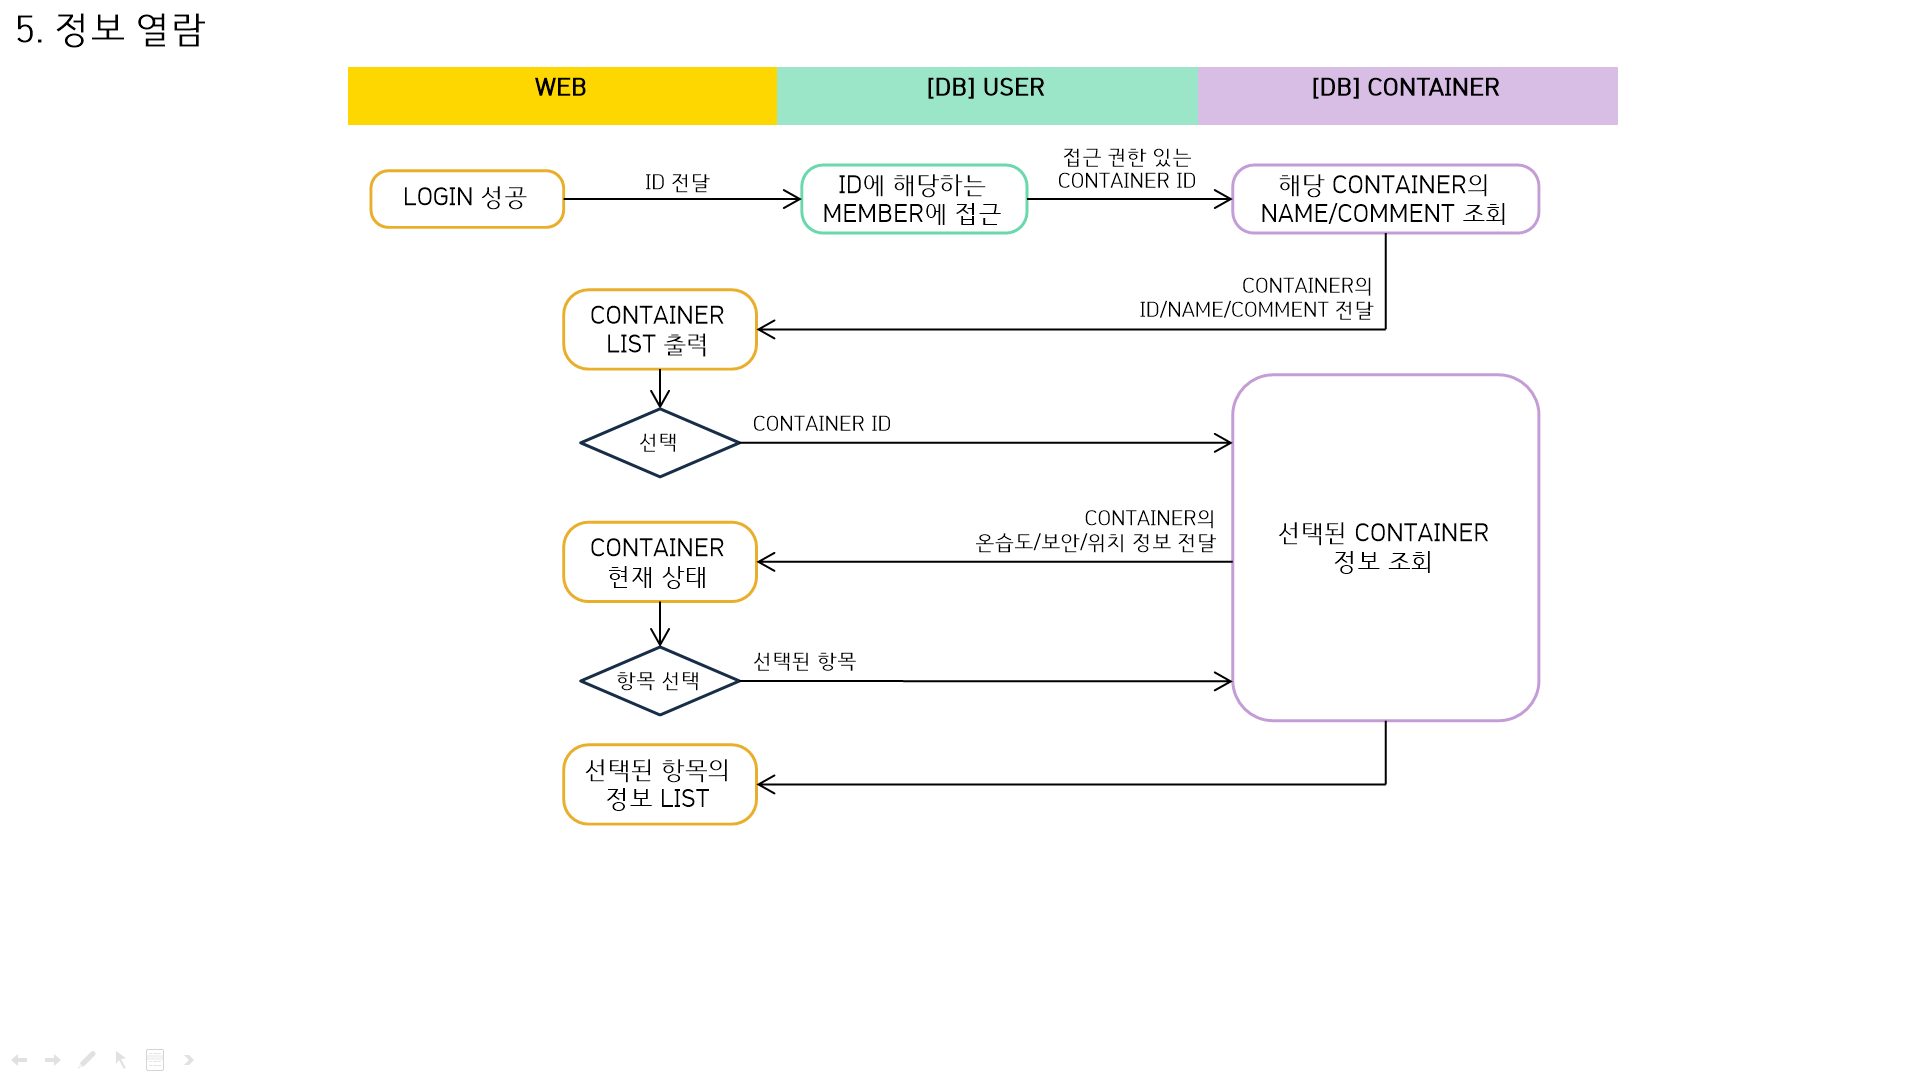 5. 정보 열람
WEB
[DB] USER
[DB] CONTAINER
LOGIN 성공
ID 전달
ID에 해당하는
MEMBER에 접근
접근 권한 있는
CONTAINER ID
해당 CONTAINER의
NAME/COMMENT 조회
CONTAINER의
ID/NAME/COMMENT 전달
CONTAINER
LIST 출력
선택
CONTAINER ID
CONTAINER의
온습도/보안/위치 정보 전달
CONTAINER
현재 상태
선택된 CONTAINER
정보 조회
항목 선택
선택된 항목
선택된 항목의
정보 LIST